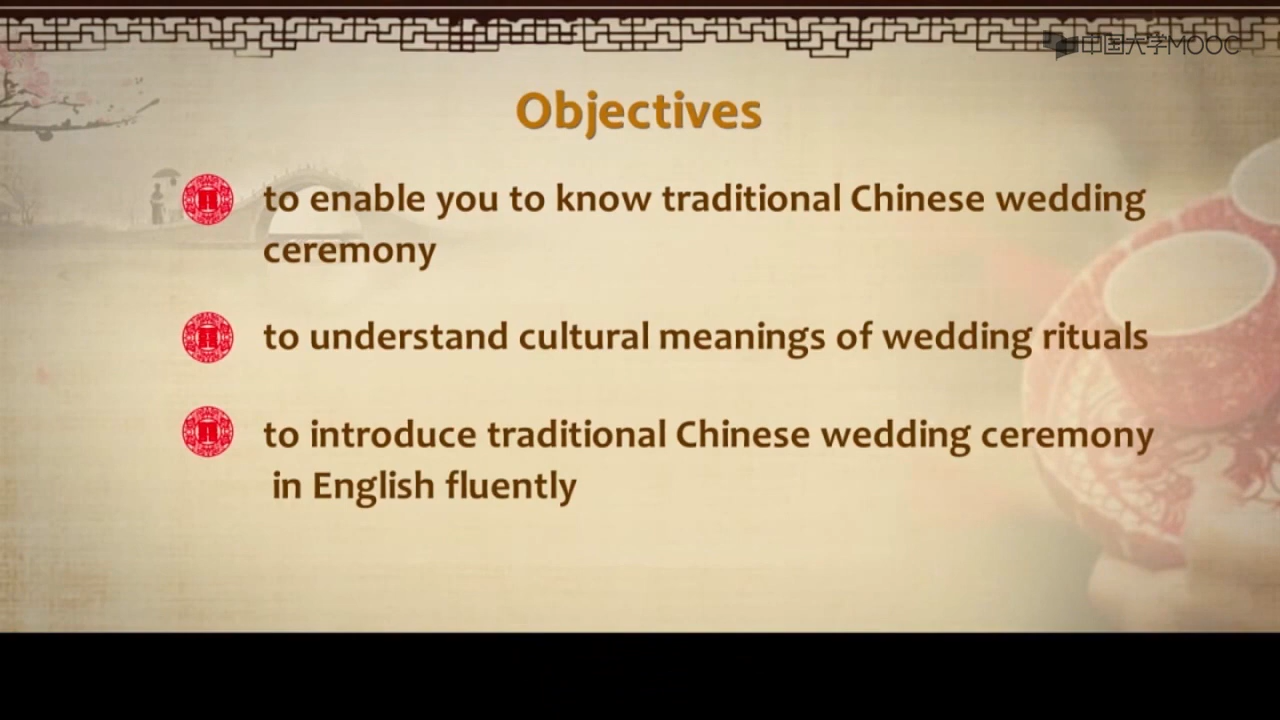 中国大学MOOC
Objectives
to enable you to know traditional Chinese wedding
ceremony
to understand cultural meanings of wedding rituals
to introduce traditional Chinese wedding ceremony
in English fluently